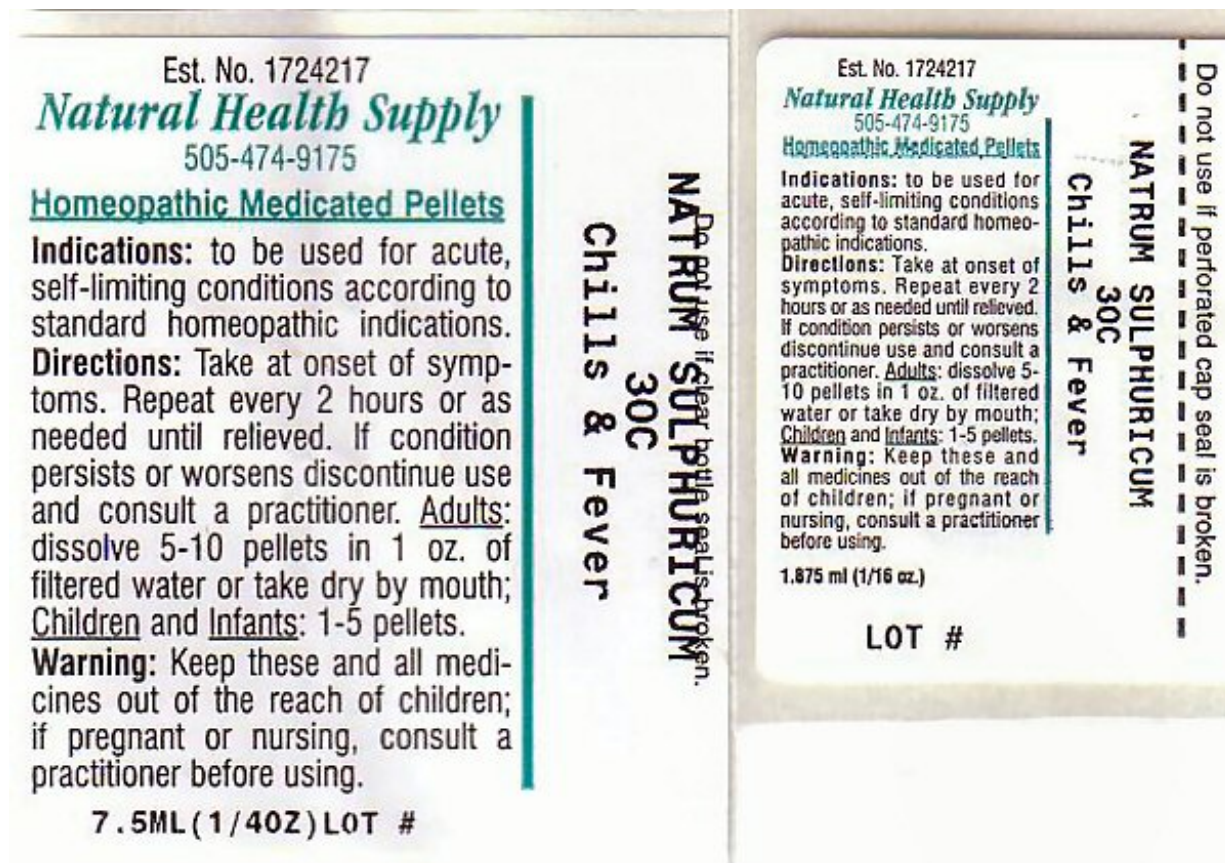 Est. No. 1724217
Natural Health Supply
505-474-9175
Homeopathic Medicated Pellets
Indications: to be used for acute,
self-limiting conditions according to
standard homeopathic indications.
Directions: Take at onset of symp-
toms. Repeat every 2 hours or as
needed until relieved. If condition
persists or worsens discontinue use
and consult a practitioner. Adults:
dissolve 5-10 pellets in 1 oz. of
filtered water or take dry by mouth;
Children and Infants: 1-5 pellets.
Warning: Keep these and all medi-
cines out of the reach of children;
if pregnant or nursing, consult a
practitioner before using.
7.5ML(1/4OZ)LOT #
Do not use if clear bottle seal is broken.
NATRUM SULPHURICUM
30C
Chills & Fever
Est. No. 1724217
Natural Health Supply
505-474-9175
Homeopathic Medicated Pellets
Indications: to be used for
acute, self-limiting conditions
according to standard homeo-
pathic indications.
Directions: Take at onset of
symptoms. Repeat every 2
hours or as needed until relieved.
If condition persists or worsens
discontinue use and consult a
practitioner. Adults: dissolve 5-
10 pellets in 1 oz. of filtered
water or take dry by mouth;
Children and Infants: 1-5 pellets.
Warning: Keep these and
all medicines out of the reach
of children; if pregnant or
nursing, consult a practitioner
before using.
1.875 ml (1/16 oz.)
LOT #
NATRUM SULPHURICUM
30C
Chills & Fever
Do not use if perforated cap seal is broken.